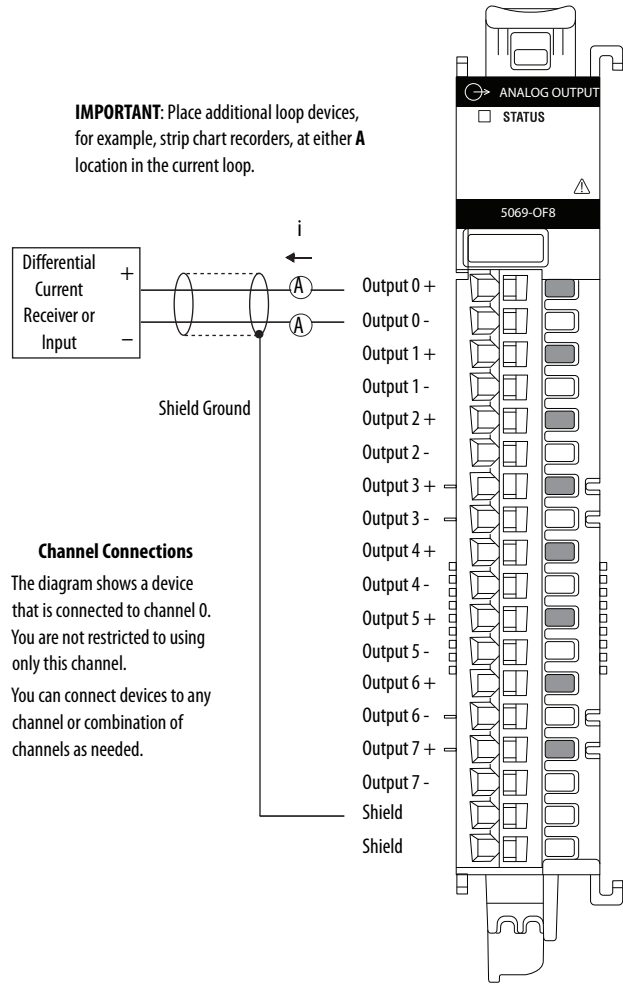 IMPORTANT: Place additional loop devices,
for example, strip chart recorders, at either A
location in the current loop.
ANALOG OUTPUT
STATUS
5069-OF8
i
Differential
Current
Receiver or
Input
+
–
A
A
Shield Ground
Output 0 +
Output 0 -
Output 1 +
Output 1 -
Output 2 +
Output 2 -
Output 3 +
Output 3 -
Output 4 +
Output 4 -
Output 5 +
Output 5 -
Output 6 +
Output 6 -
Output 7 +
Output 7 -
Shield
Shield
Channel Connections
The diagram shows a device
that is connected to channel 0.
You are not restricted to using
only this channel.
You can connect devices to any
channel or combination of
channels as needed.